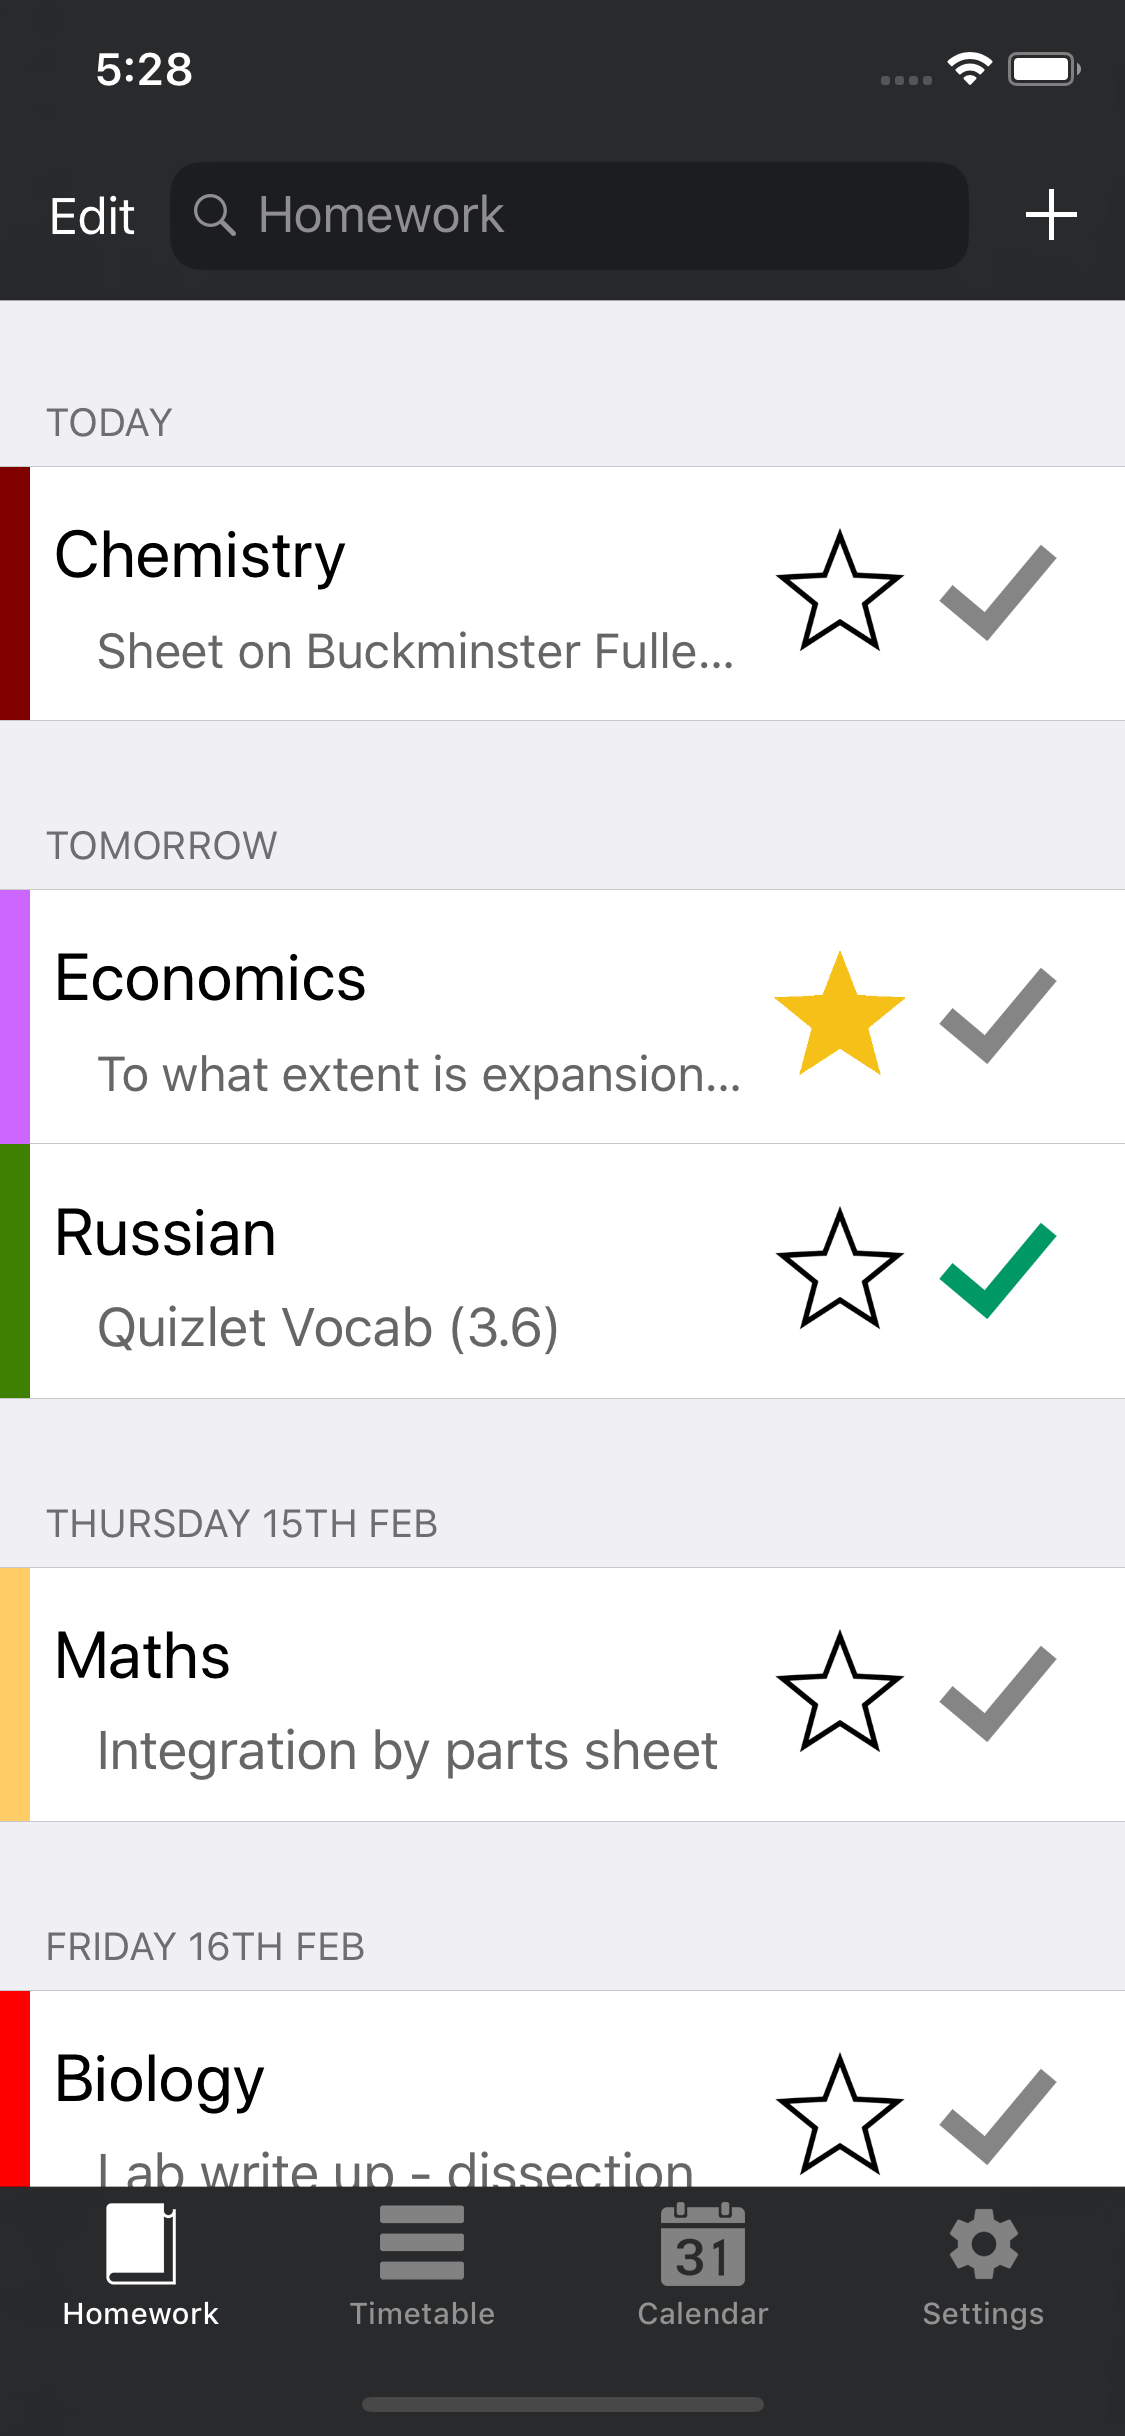 5:28
Edit
Homework
TODAY
Chemistry
Sheet on Buckminster Fulle...
TOMORROW
Economics
To what extent is expansion...
Russian
Quizlet Vocab (3.6)
THURSDAY 15TH FEB
Maths
Integration by parts sheet
FRIDAY 16TH FEB
Biology
Lab write up - dissection
31
Homework
Timetable
Calendar
Settings